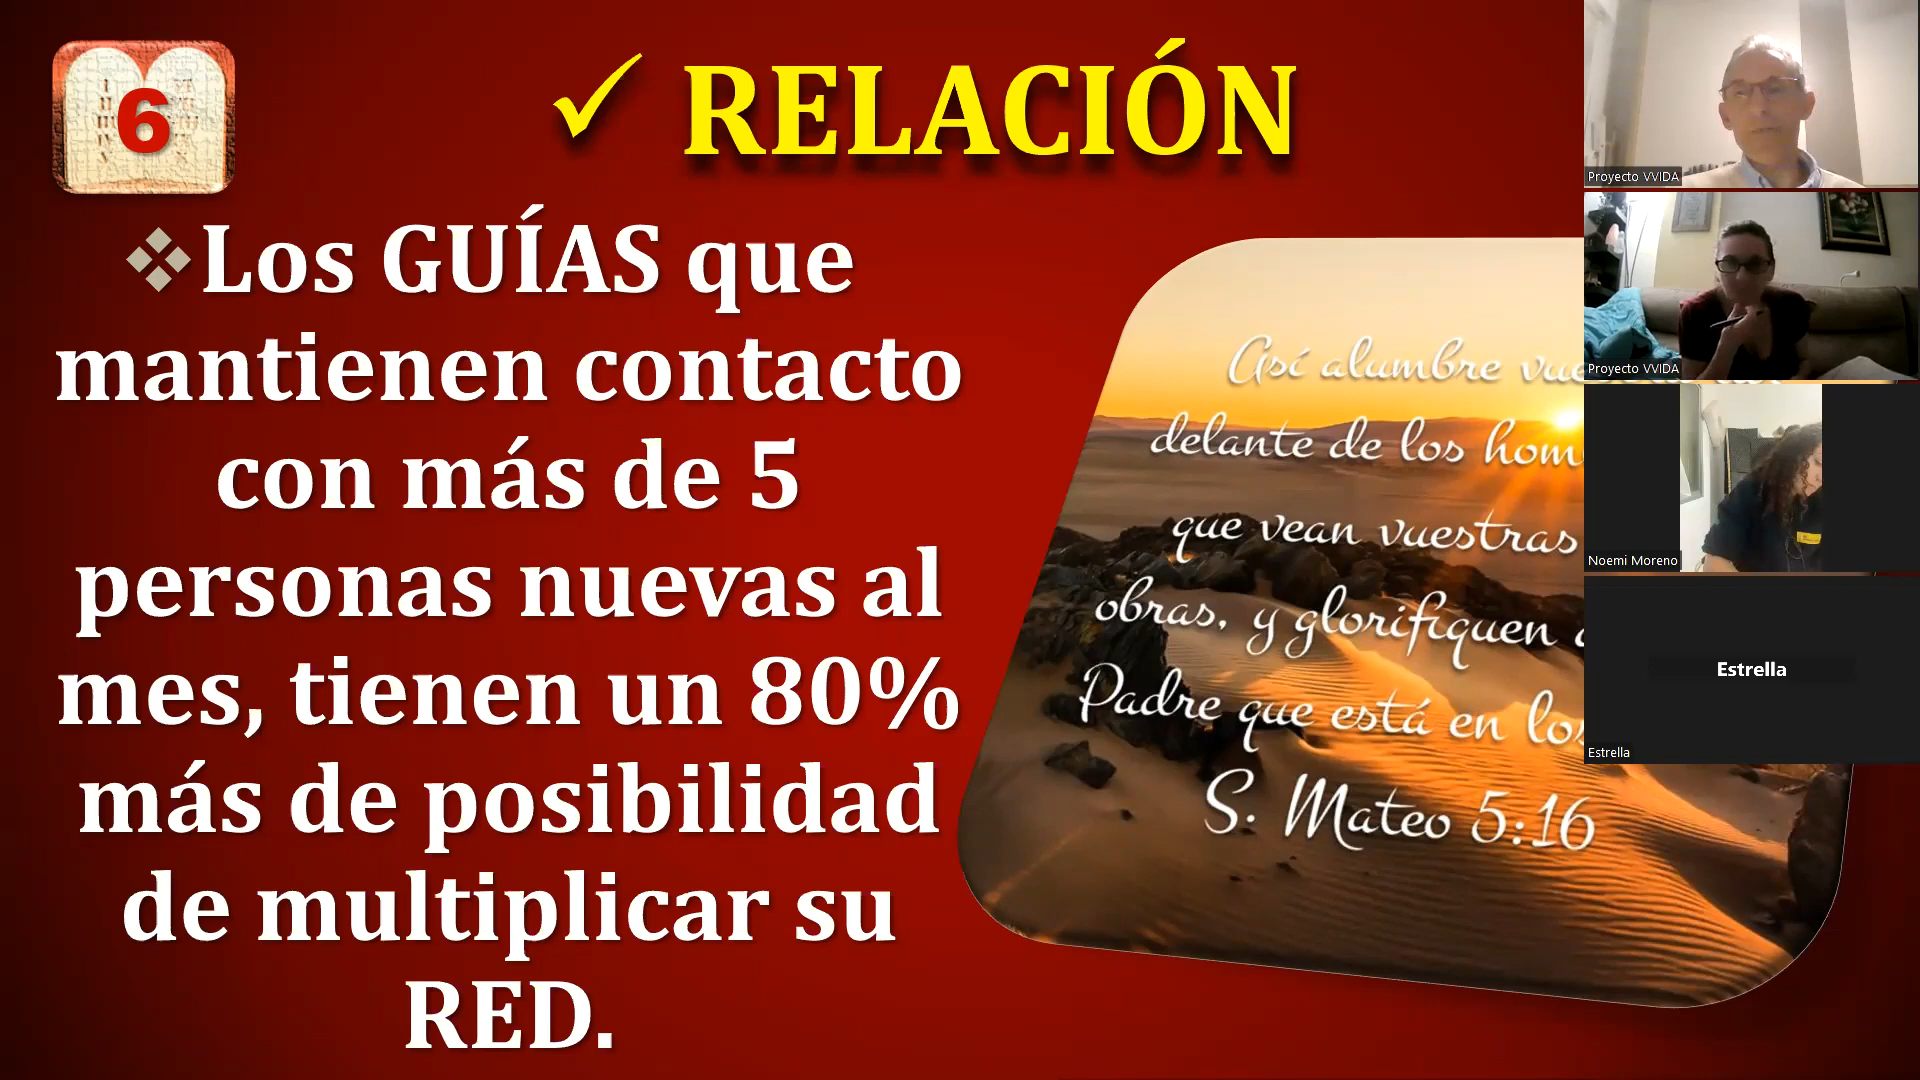 6
✓ RELACIÓN
❖Los GUÍAS que
mantienen contacto
con más de 5
personas nuevas al
mes, tienen un 80%
más de posibilidad
de multiplicar su
RED.
Así alumbre
delante de los
que vean vuestras
obras, y glorifiquen
Padre que está en
S. Mateo 5:16
Proyecto VVIDA
Proyecto VVIDA
Noemi Moreno
Estrella
Estrella